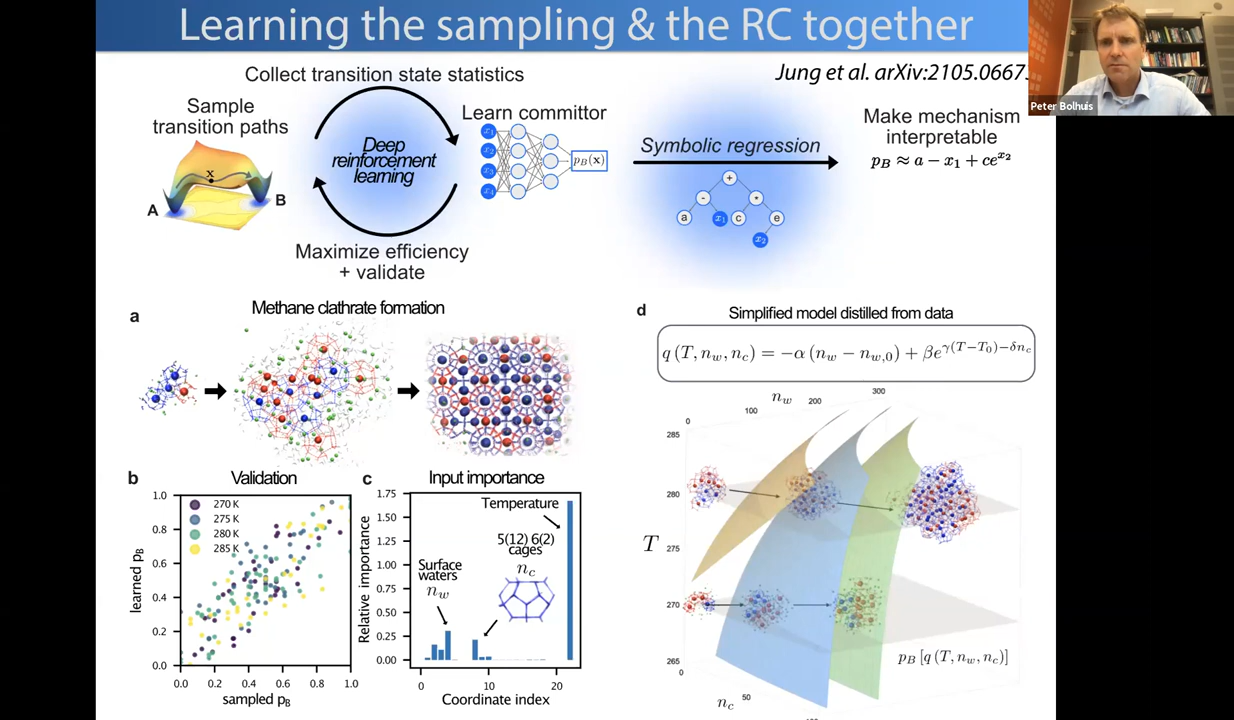 Learning the sampling & the RC together
Jung et al. arXiv:2105.0667
Peter Bolhuis
Collect transition state statistics
Sample
transition paths
x
A
B
Deep
reinforcement
learning
Maximize efficiency
+ validate
Learn committor
x₁
x₂
x₃
x₄
p_B(x)
Symbolic regression
+
-
*
a
x₁
c
e
x₂
Make mechanism
interpretable
p_B ≈ a − x₁ + ce^{x₂}
a
Methane clathrate formation
b
Validation
1.0
0.8
0.6
0.4
0.2
0.0
270 K
275 K
280 K
285 K
learned p_B
0.0 0.2 0.4 0.6 0.8 1.0
sampled p_B
c
Input importance
1.75
1.50
1.25
1.00
0.75
0.50
0.25
0.00
Relative importance
Temperature
5(12) 6(2)
cages
n_c
Surface
waters
n_w
0 10 20
Coordinate index
d
Simplified model distilled from data
q (T, n_w, n_c) = −α (n_w − n_{w,0}) + βe^{γ(T−T₀)−δn_c}
n_w
0 100 200 300
285
280
275
270
265
T
0
50
n_c
p_B [q (T, n_w, n_c)]